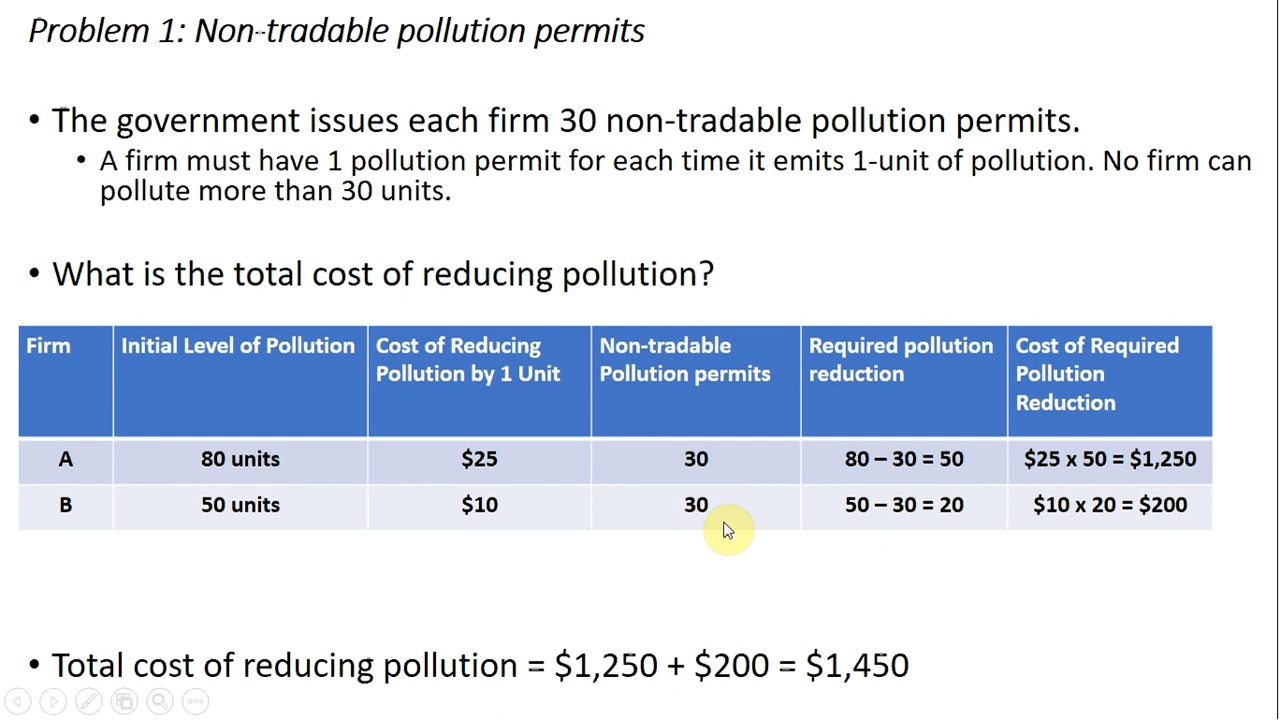 Problem 1: Non-tradable pollution permits
• The government issues each firm 30 non-tradable pollution permits.
• A firm must have 1 pollution permit for each time it emits 1-unit of pollution. No firm can
pollute more than 30 units.
• What is the total cost of reducing pollution?
Firm | Initial Level of Pollution | Cost of Reducing Pollution by 1 Unit | Non-tradable Pollution permits | Required pollution reduction | Cost of Required Pollution Reduction
A | 80 units | $25 | 30 | 80 – 30 = 50 | $25 x 50 = $1,250
B | 50 units | $10 | 30 | 50 – 30 = 20 | $10 x 20 = $200
• Total cost of reducing pollution = $1,250 + $200 = $1,450